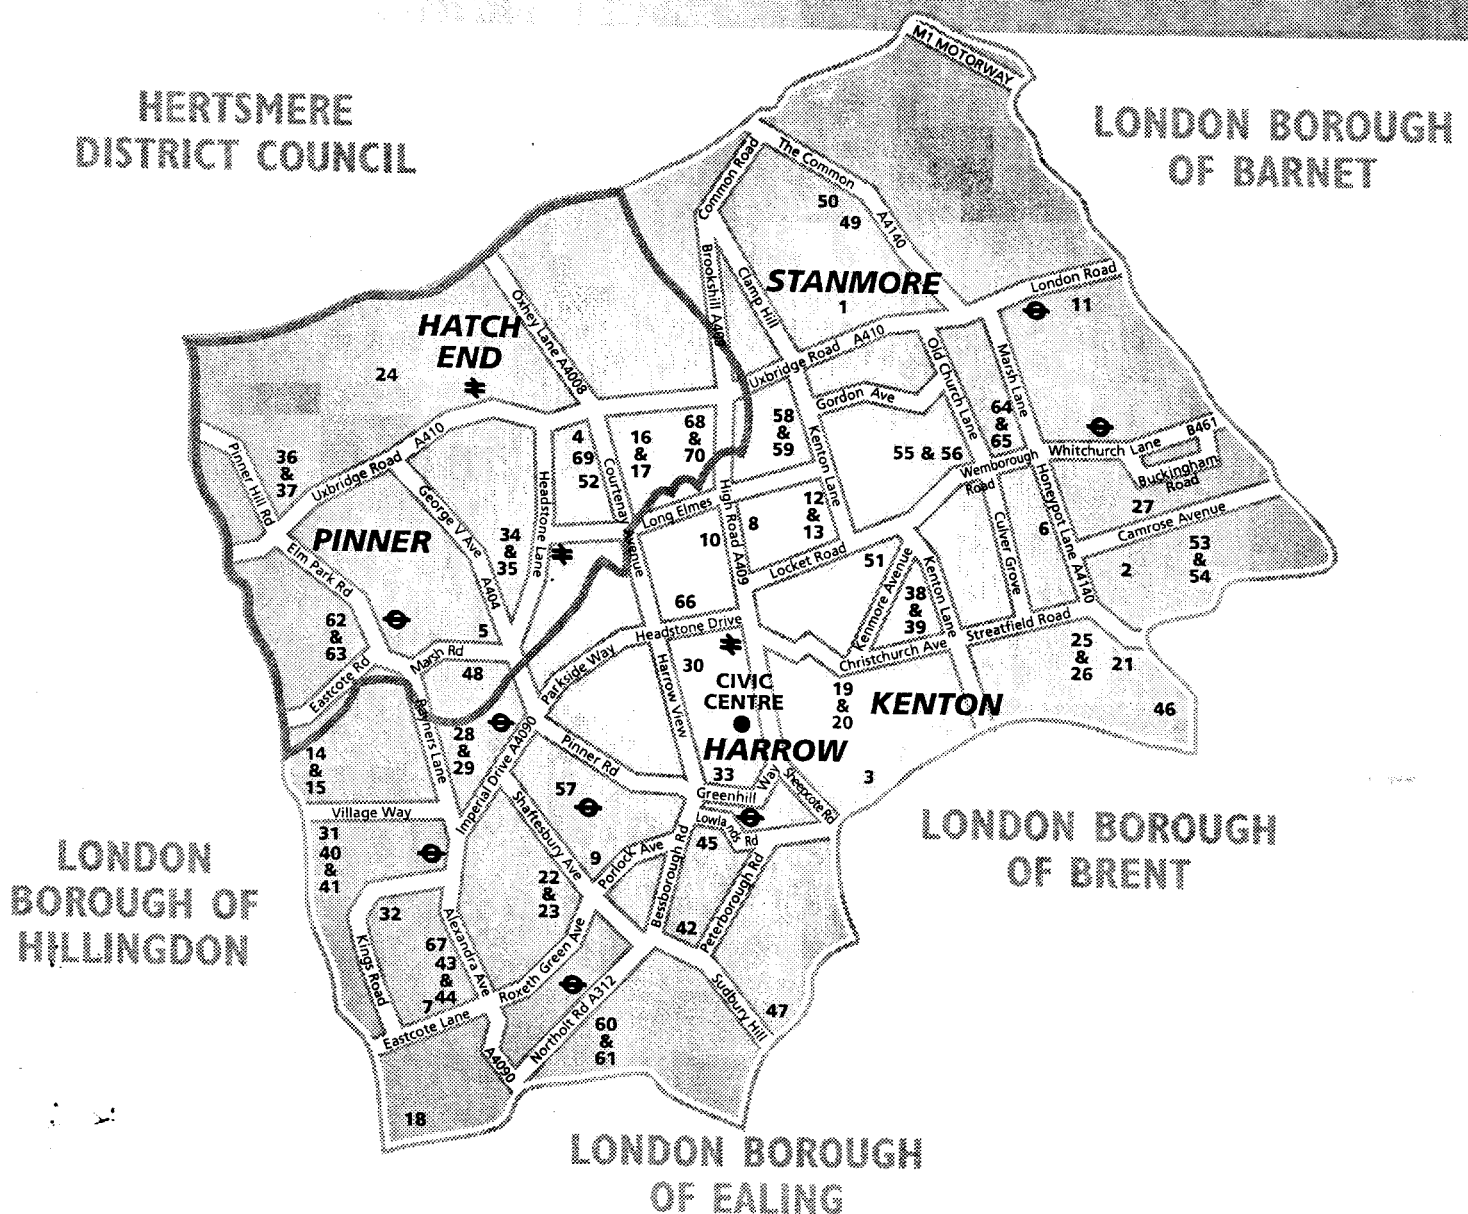 M1 MOTORWAY
HERTSMERE
DISTRICT COUNCIL
LONDON BOROUGH
OF BARNET
Common Road
The Common
A4140
50
49
STANMORE
1
London Road
11
Brookshill A409
Clamp Hill
Uxbridge Road A410
Oxney Lane A4008
HATCH
END
24
Old Church Lane
Marsh Lane
Gordon Ave
64
&
65
58
&
59
68
&
70
16
&
17
4
69
52
Courtenay Avenue
Headstone Lane
Pinner Hill Rd
36
&
37
Uxbridge Road A410
George V Ave
A404
Kenton Lane
55 & 56
Wemborough
Road
Whitchurch Lane
B461
Buckingham
Road
27
Camrose Avenue
Honeypot Lane A4140
6
53
&
54
2
Culver Grove
Long Elmes
High Road A409
8
12
&
13
10
Locket Road
51
PINNER
34
&
35
Elm Park Rd
62
&
63
Eastcote Rd
5
Marsh Rd
48
Kenmore Avenue
38
&
39
Kenton Lane
Streatfield Road
Christchurch Ave
25
&
26
21
46
66
Headstone Drive
Parkside Way
Harrow View
30
CIVIC
CENTRE
HARROW
19
&
20
KENTON
3
14
&
15
Rayners Lane
28
&
29
Imperial Drive A4090
Pinner Rd
33
Greenhill Way
Sheepcote Rd
Village Way
57
Shaftesbury Ave
Lowlands Rd
31
40
&
41
9
Porlock Ave
Bessborough Rd
45
Peterborough Rd
LONDON BOROUGH
OF BRENT
LONDON
BOROUGH OF
HILLINGDON
32
Kings Road
22
&
23
42
67
43
&
44
7
Alexandra Ave
Roxeth Green Ave
Eastcote Lane
Northolt Rd A312
A4090
Sudbury Hill
47
60
&
61
18
LONDON BOROUGH
OF EALING